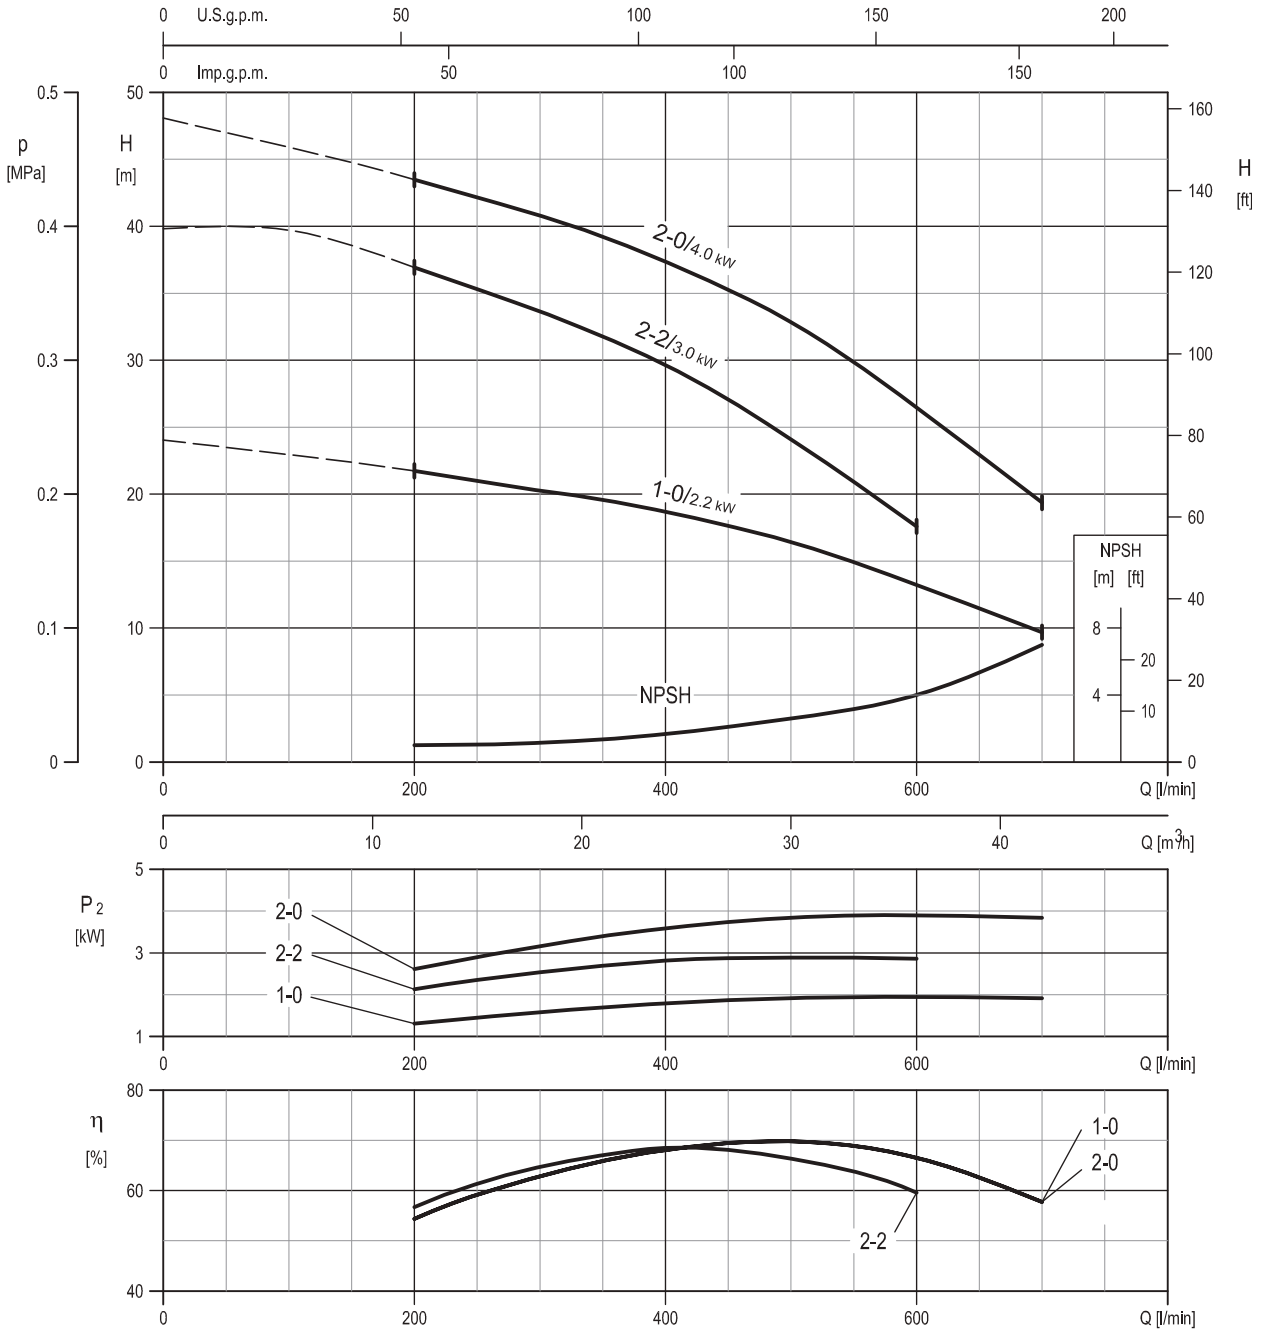 0 U.S.g.p.m. 50 100 150 200
0 Imp.g.p.m. 50 100 150
0.5 50 160
p H H
[MPa] [m] [ft]
140
2-0/4.0 kW
0.4 40
120
2-2/3.0 kW
0.3 30 100
80
1-0/2.2 kW
0.2 20
60
NPSH
[m] [ft]
40
0.1 10 8
20
NPSH 4 20
10
0 0 0
0 200 400 600 Q [l/min]
0 10 20 30 40 Q [m³/h]
5
P2 2-0
[kW]
3 2-2
1-0
1
0 200 400 600 Q [l/min]
80
η 1-0
[%] 2-0
60
2-2
40
0 200 400 600 Q [l/min]